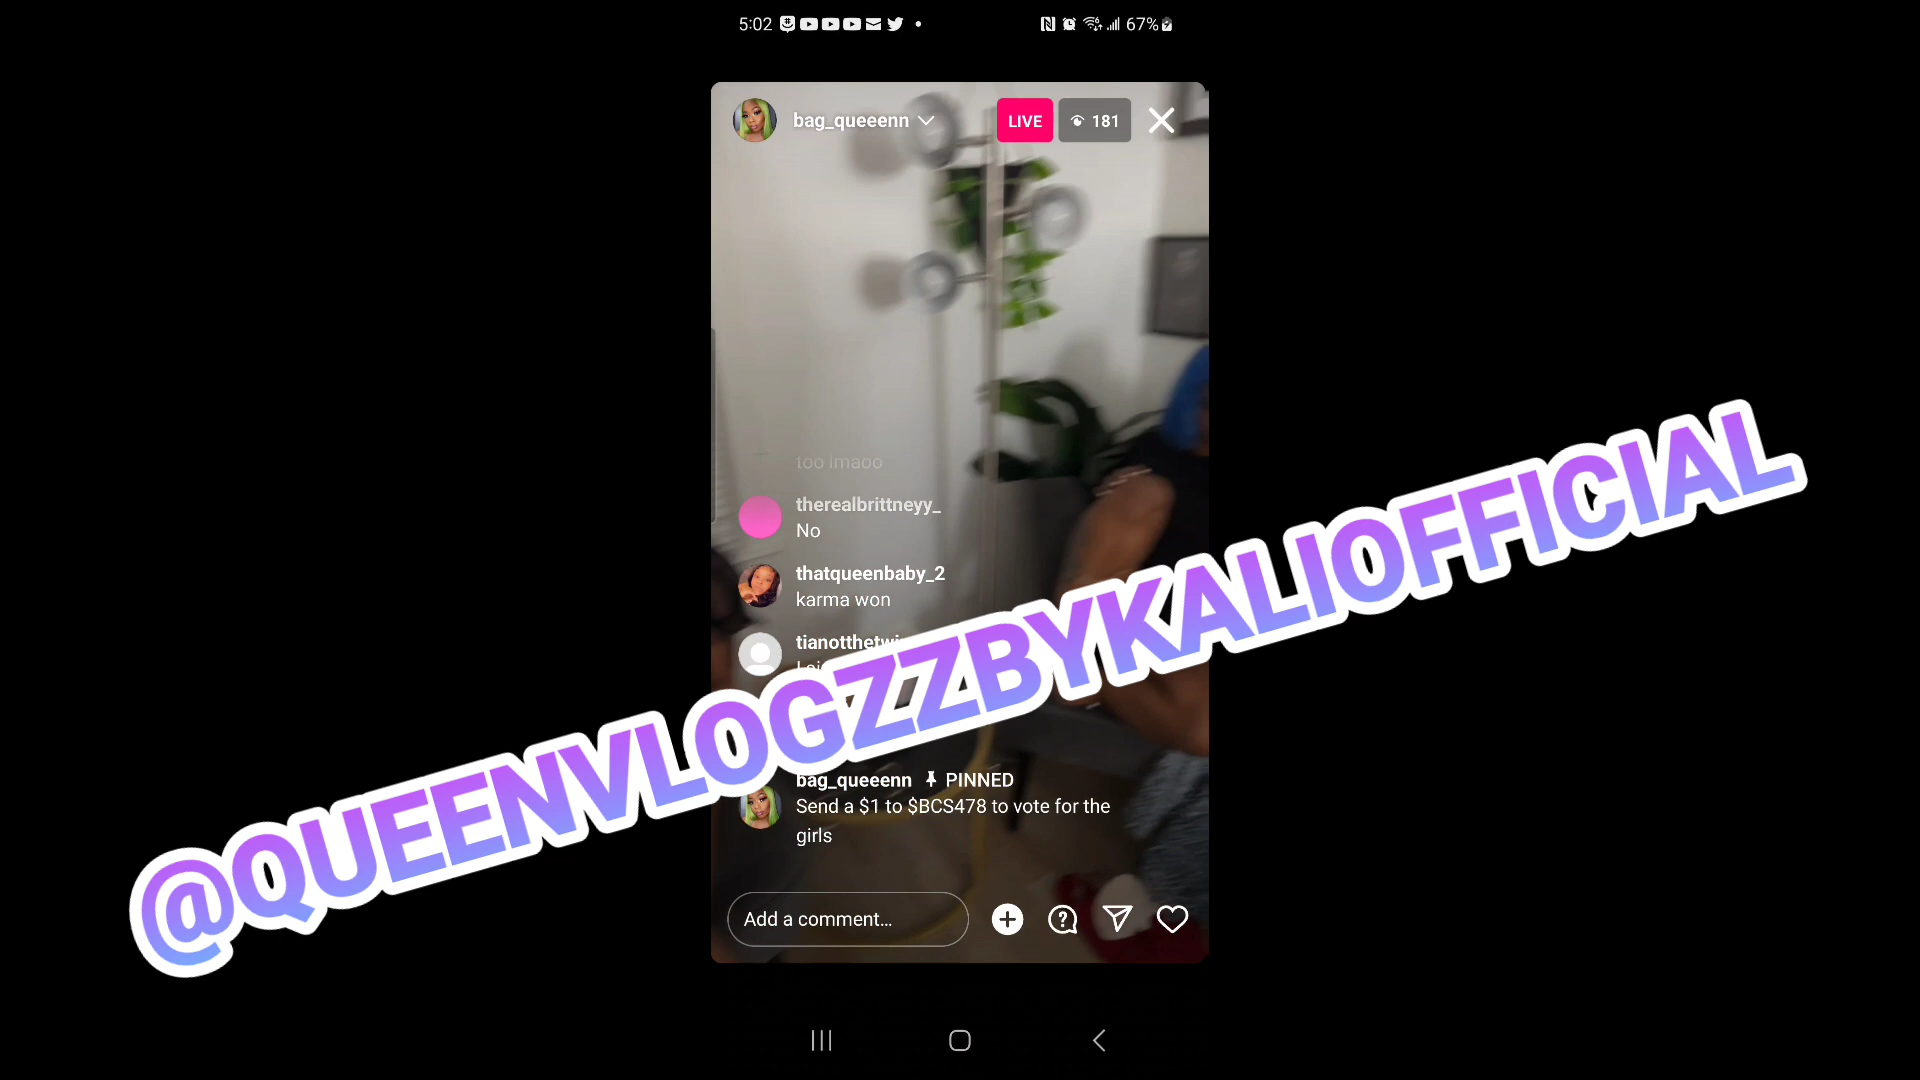 5:02
67%
bag_queeenn
LIVE
181
too lmaoo
therealbrittneyy_
No
thatqueenbaby_2
karma won
@QUEENVLOGZZBYKALIOFFICIAL
bag_queeenn PINNED
Send a $1 to $BCS478 to vote for the
girls
Add a comment...